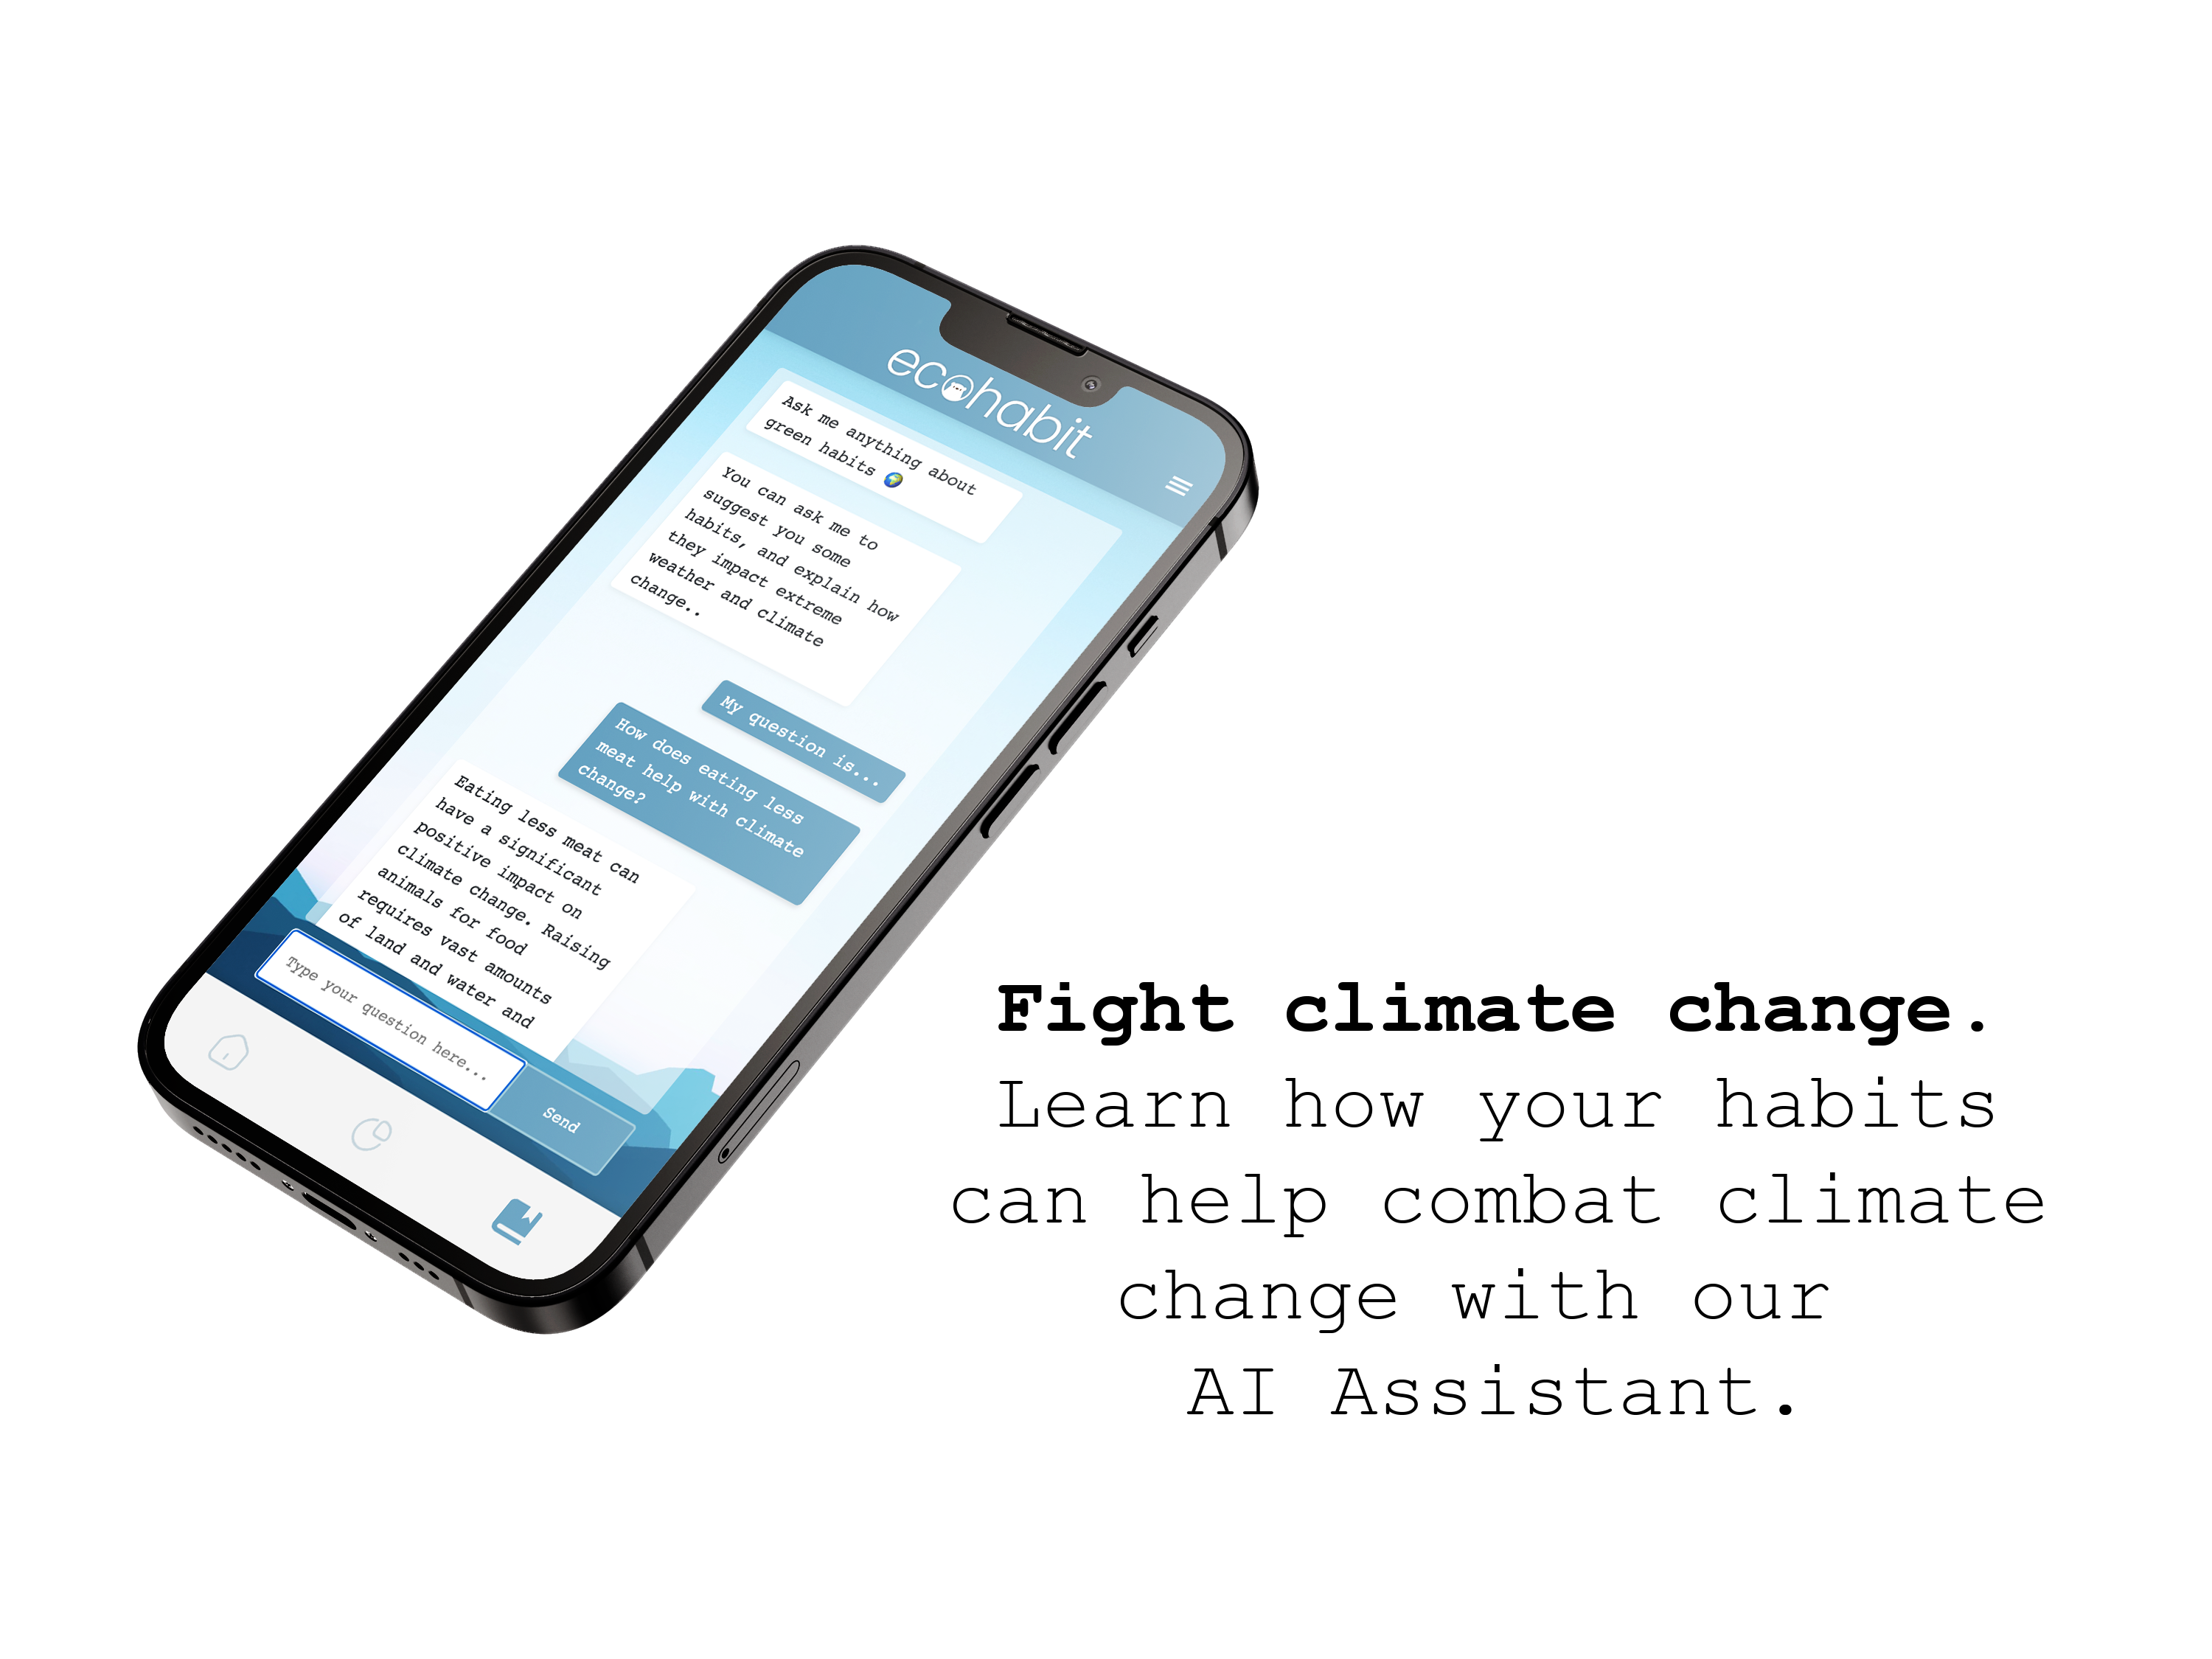 ecohabit
Ask me anything about
green habits 🌍
You can ask me to
suggest you some
habits, and explain how
they impact extreme
weather and climate
change..
My question is...
How does eating less
meat help with climate
change?
Eating less meat can
have a significant
positive impact on
climate change. Raising
animals for food
requires vast amounts
of land and water and
Type your question here...
Send
Fight climate change.
Learn how your habits
can help combat climate
change with our
AI Assistant.